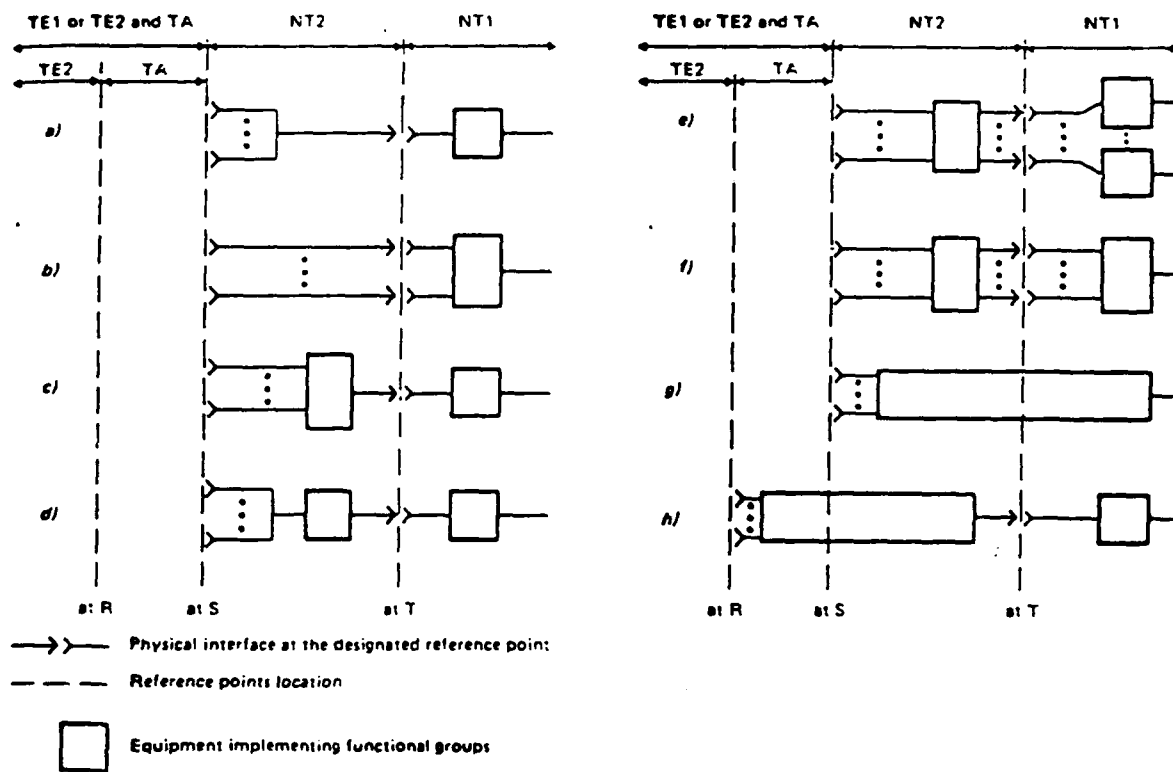 TE1 or TE2 and TA NT2 NT1
TE2 TA
a)
b)
c)
d)
at R at S at T
TE1 or TE2 and TA NT2 NT1
TE2 TA
e)
f)
g)
h)
at R at S at T
Physical interface at the designated reference point
Reference points location
Equipment implementing functional groups